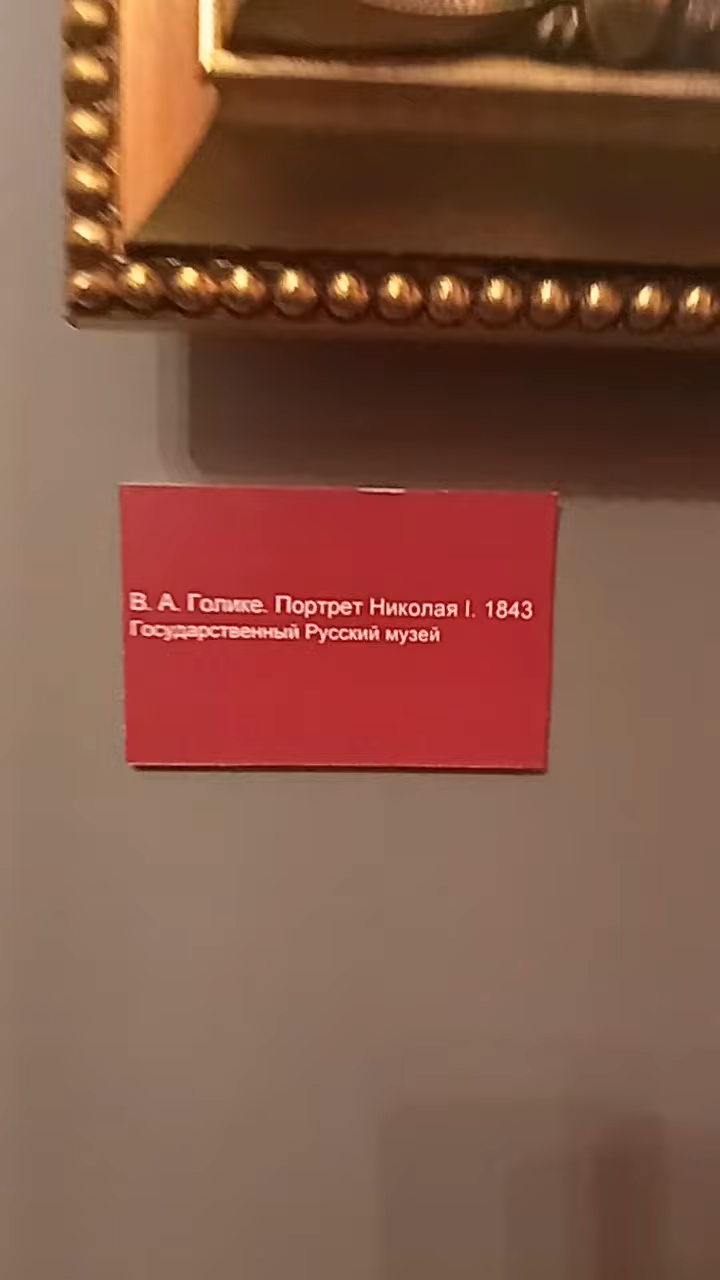 В. А. Голике. Портрет Николая I. 1843
Государственный Русский музей